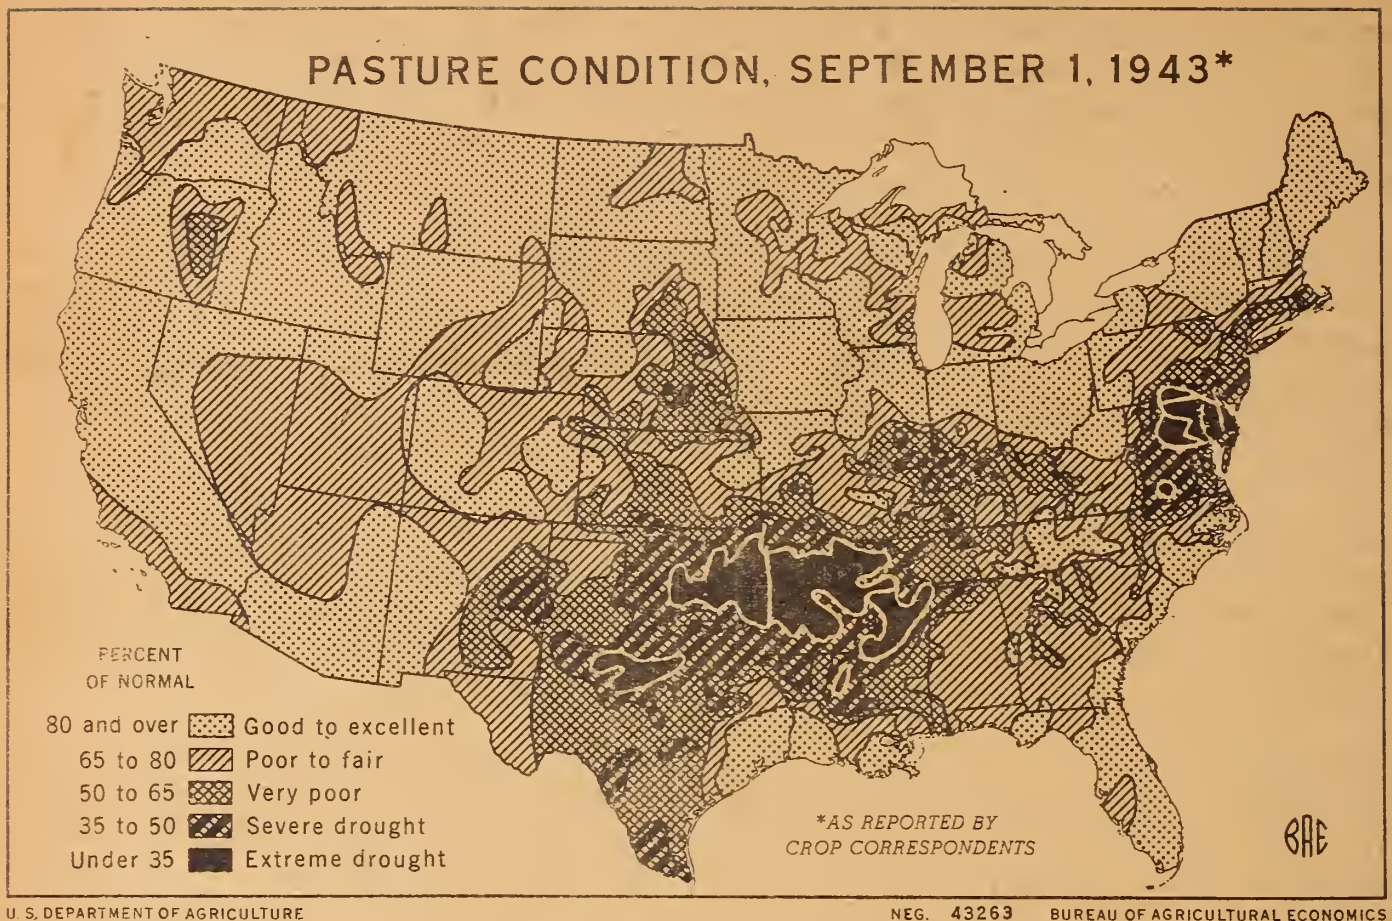 PASTURE CONDITION, SEPTEMBER 1, 1943*
PERCENT
OF NORMAL
80 and over Good to excellent
65 to 80 Poor to fair
50 to 65 Very poor
35 to 50 Severe drought
Under 35 Extreme drought
*AS REPORTED BY
CROP CORRESPONDENTS
BAE
U. S. DEPARTMENT OF AGRICULTURE
NEG. 43263 BUREAU OF AGRICULTURAL ECONOMICS